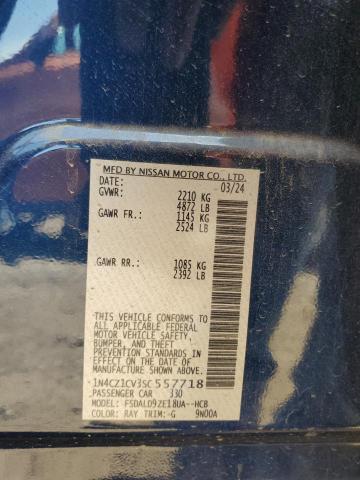 MFD BY NISSAN MOTOR CO., LTD.
DATE: 03/24
GVWR: 2210 KG
4872 LB
GAWR FR.: 1145 KG
2524 LB
GAWR RR.: 1085 KG
2392 LB
THIS VEHICLE CONFORMS TO
ALL APPLICABLE FEDERAL
MOTOR VEHICLE SAFETY,
BUMPER, AND THEFT
PREVENTION STANDARDS IN
EFFECT ON THE DATE OF
MANUFACTURE SHOWN ABOVE.
1N4CZ1CV3SC557718
PASSENGER CAR 330
MODEL: FSDALD9ZE18UA--HCB
COLOR: RAY TRIM:-G 9N00A